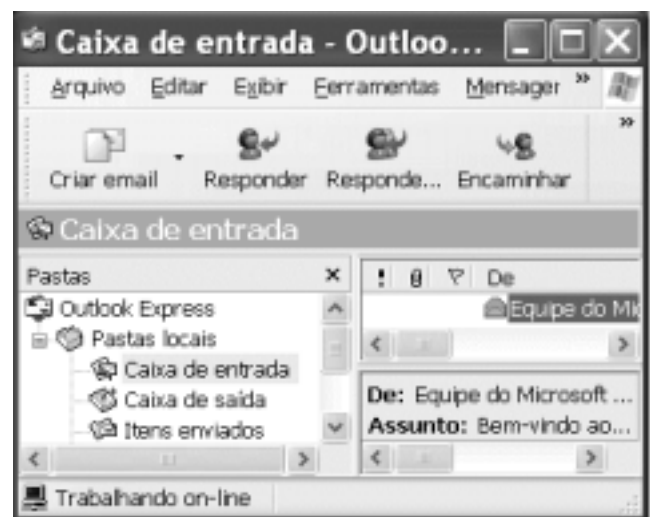 Caixa de entrada - Outloo...
Arquivo Editar Exibir Ferramentas Mensager »
Criar email Responder Responde... Encaminhar »
Caixa de entrada
Pastas × ! De
Outlook Express Equipe do Mi
Pastas locais
Caixa de entrada
Caixa de saída De: Equipe do Microsoft ...
Itens enviados Assunto: Bem-vindo ao...
Trabalhando on-line